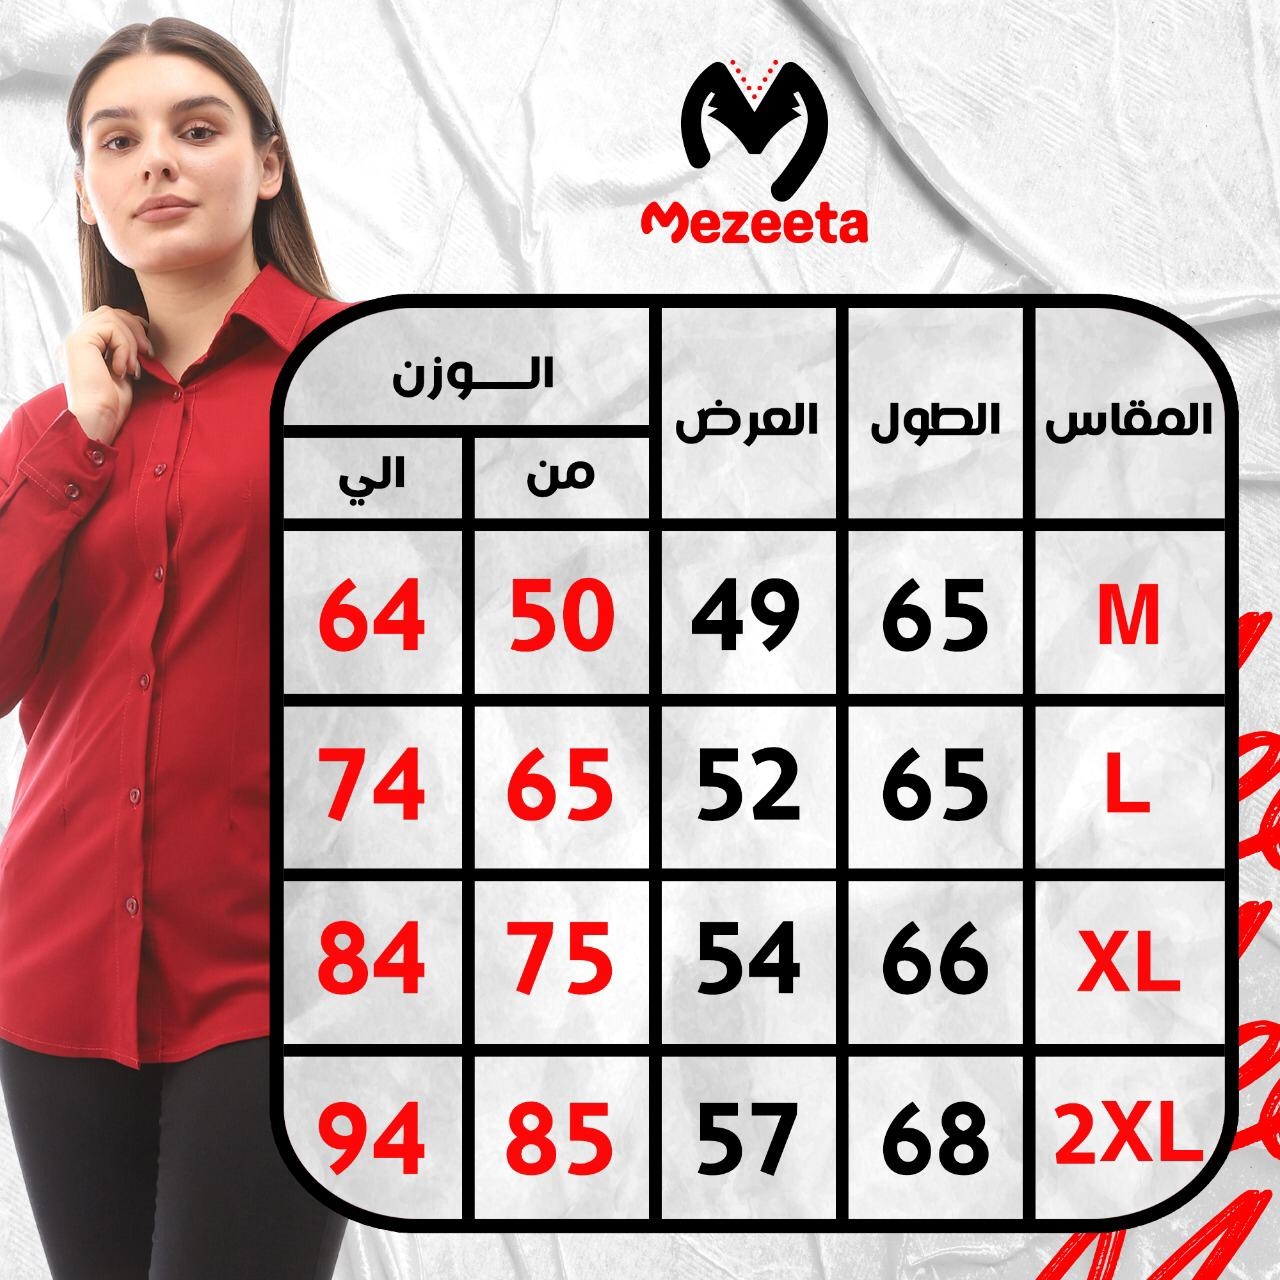 Mezeeta
المقاس الطول العرض الـــوزن
من الي
M 65 49 50 64
L 65 52 65 74
XL 66 54 75 84
2XL 68 57 85 94